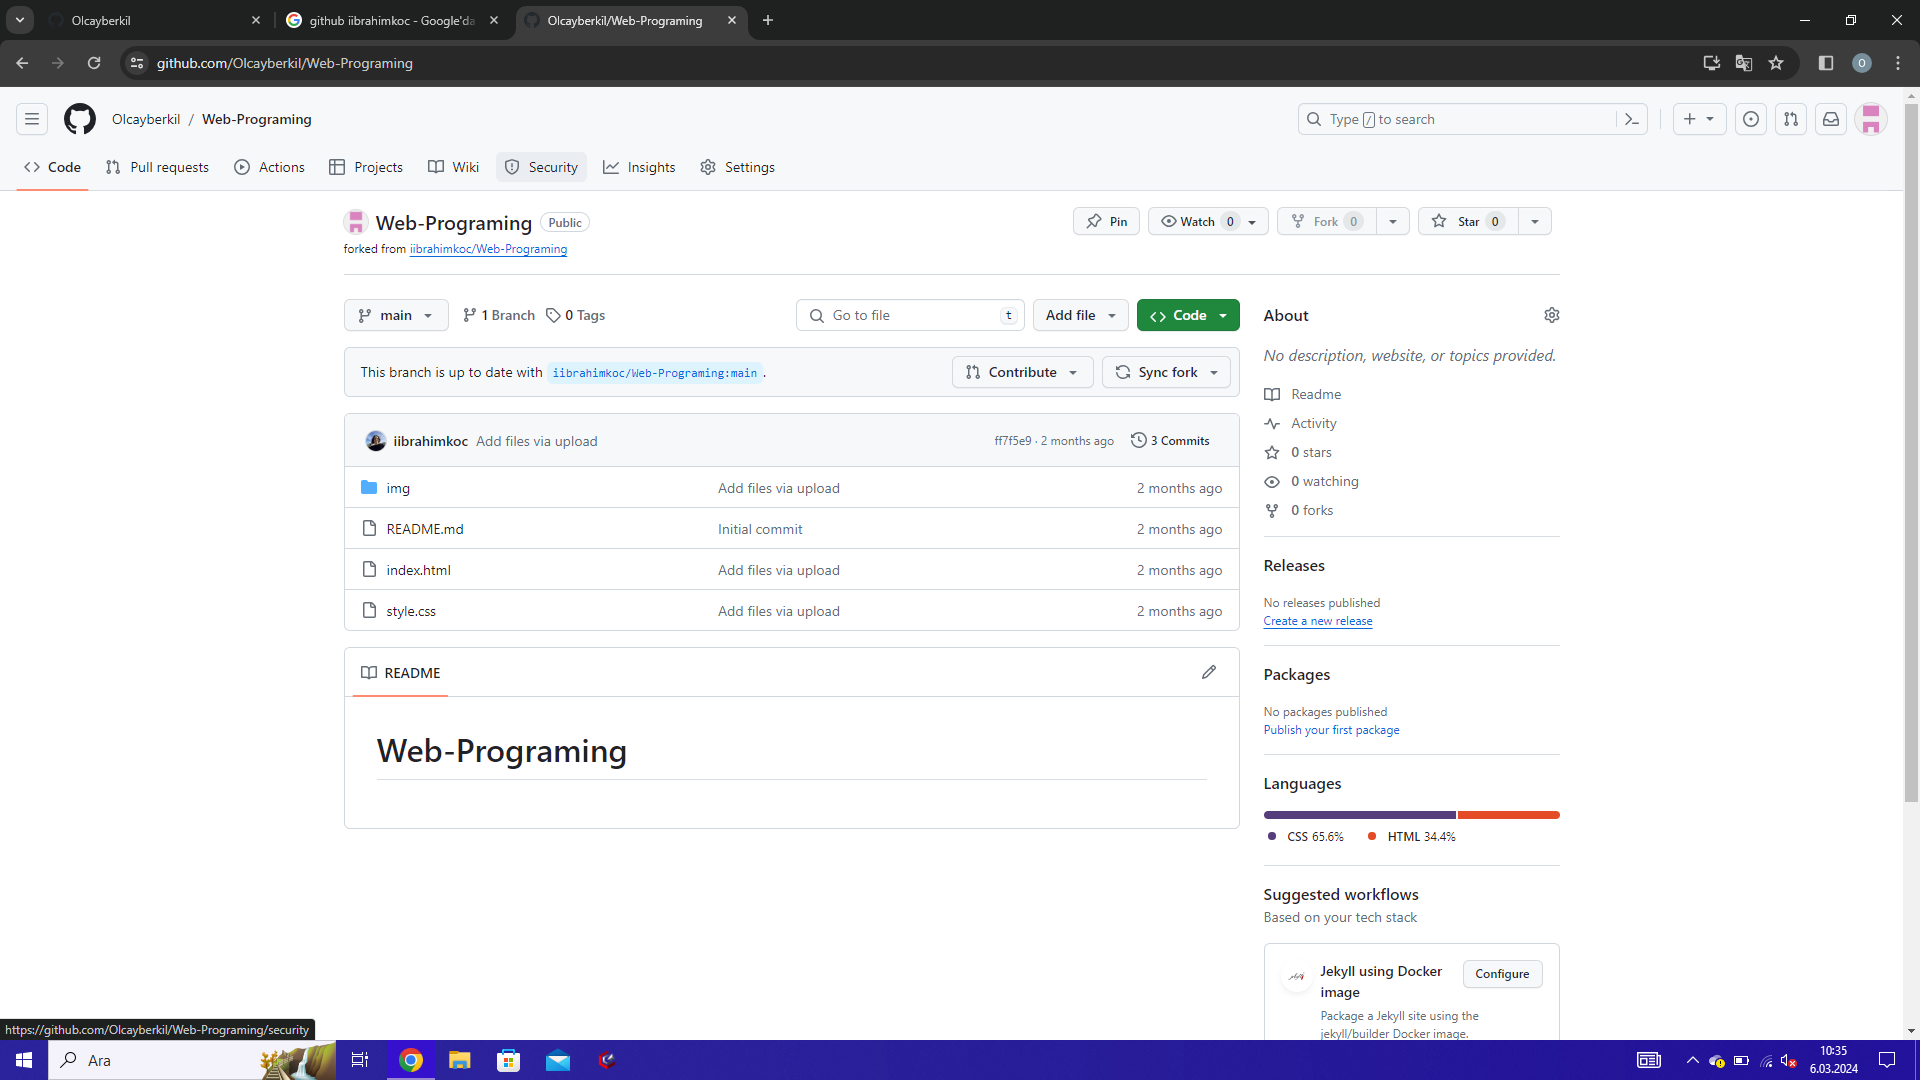 Olcayberkil
github iibrahimkoc - Google'da
Olcayberkil/Web-Programing
github.com/Olcayberkil/Web-Programing
O
Olcayberkil / Web-Programing
Type / to search
Code
Pull requests
Actions
Projects
Wiki
Security
Insights
Settings
Web-Programing
Public
Pin
Watch 0
Fork 0
Star 0
forked from iibrahimkoc/Web-Programing
main
1 Branch
0 Tags
Go to file
t
Add file
Code
This branch is up to date with iibrahimkoc/Web-Programing:main .
Contribute
Sync fork
iibrahimkoc Add files via upload
ff7f5e9 · 2 months ago
3 Commits
img Add files via upload 2 months ago
README.md Initial commit 2 months ago
index.html Add files via upload 2 months ago
style.css Add files via upload 2 months ago
README
Web-Programing
About
No description, website, or topics provided.
Readme
Activity
0 stars
0 watching
0 forks
Releases
No releases published
Create a new release
Packages
No packages published
Publish your first package
Languages
CSS 65.6%
HTML 34.4%
Suggested workflows
Based on your tech stack
Jekyll using Docker
image
Configure
Package a Jekyll site using the
jekyll/builder Docker image.
https://github.com/Olcayberkil/Web-Programing/security
Ara
10:35
6.03.2024